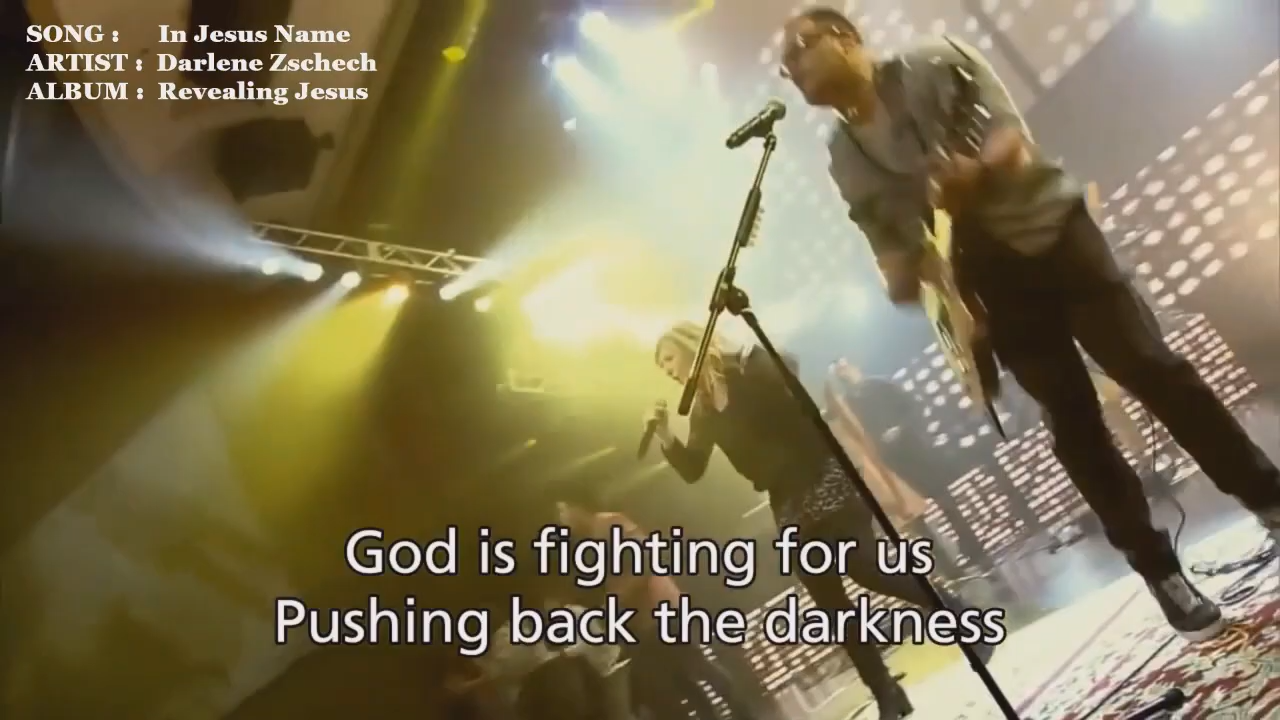 SONG : In Jesus Name
ARTIST : Darlene Zschech
ALBUM : Revealing Jesus
God is fighting for us
Pushing back the darkness